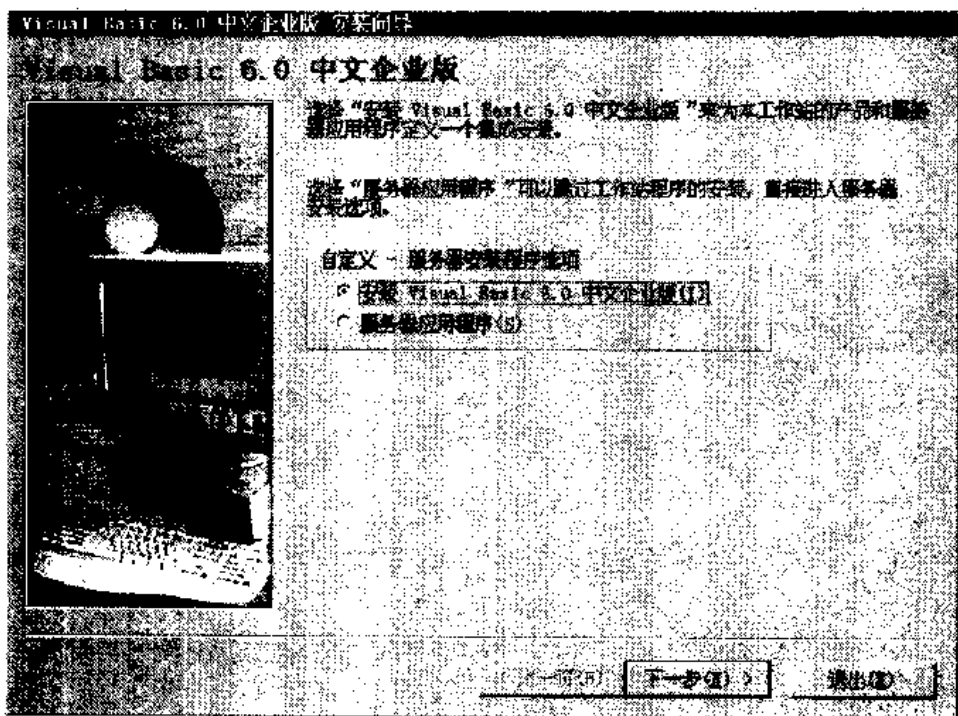 Visual Basic 6.0 中文企业版 安装向导
Visual Basic 6.0 中文企业版
选择“安装 Visual Basic 6.0 中文企业版”来为本工作站的产品和服务
器应用程序定义一个集成安装。
选择“服务器应用程序”可以跳过工作站程序的安装，直接进入服务器
安装选项。
自定义 - 服务器安装程序选项
安装 Visual Basic 6.0 中文企业版(I)
服务器应用程序(S)
下一步(N) >
退出(E)